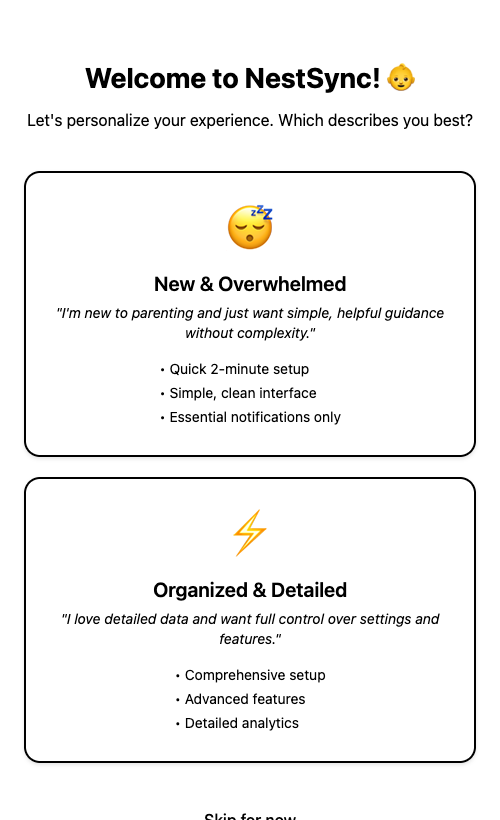 Welcome to NestSync! 👶
Let's personalize your experience. Which describes you best?
New & Overwhelmed
"I'm new to parenting and just want simple, helpful guidance
without complexity."
• Quick 2-minute setup
• Simple, clean interface
• Essential notifications only
Organized & Detailed
"I love detailed data and want full control over settings and
features."
• Comprehensive setup
• Advanced features
• Detailed analytics
Skip for now